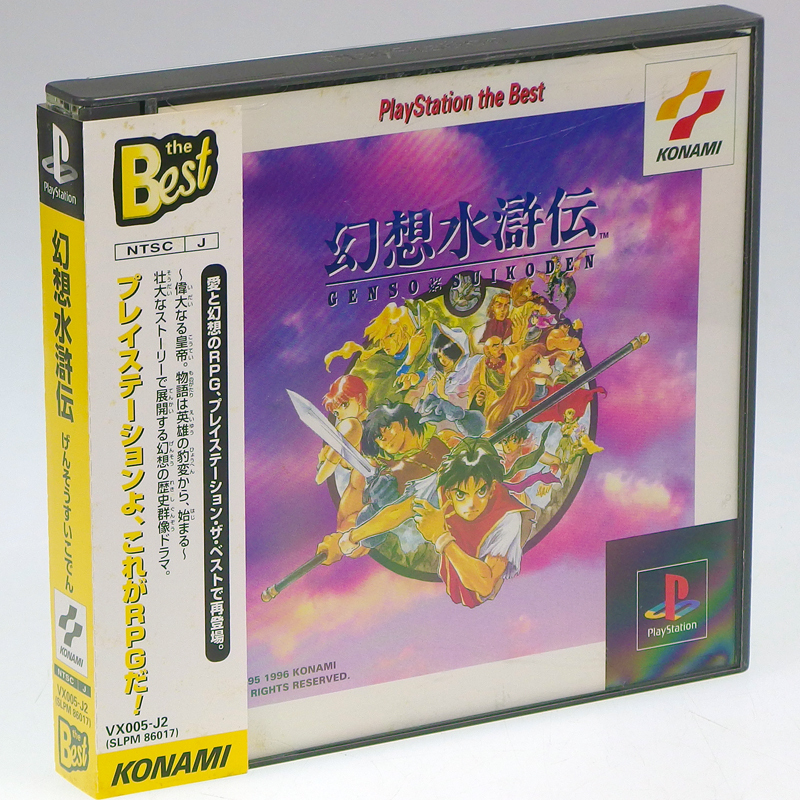 PlayStation
幻想水滸伝
げんそうすいこでん
KONAMI
NTSC J
VX005-J2
(SLPM 86017)
the Best
the Best
NTSC J
愛と幻想のRPG、プレイステーション・ザ・ベストで再登場。
〜偉大なる皇帝。物語は英雄の豹変から、始まる〜
壮大なストーリーで展開する幻想の歴史群像ドラマ。
プレイステーションよ、これがRPGだ!
VX005-J2
(SLPM 86017)
KONAMI
PlayStation the Best
KONAMI
幻想水滸伝™
GENSO SUIKODEN
95 1996 KONAMI
RIGHTS RESERVED.
PlayStation